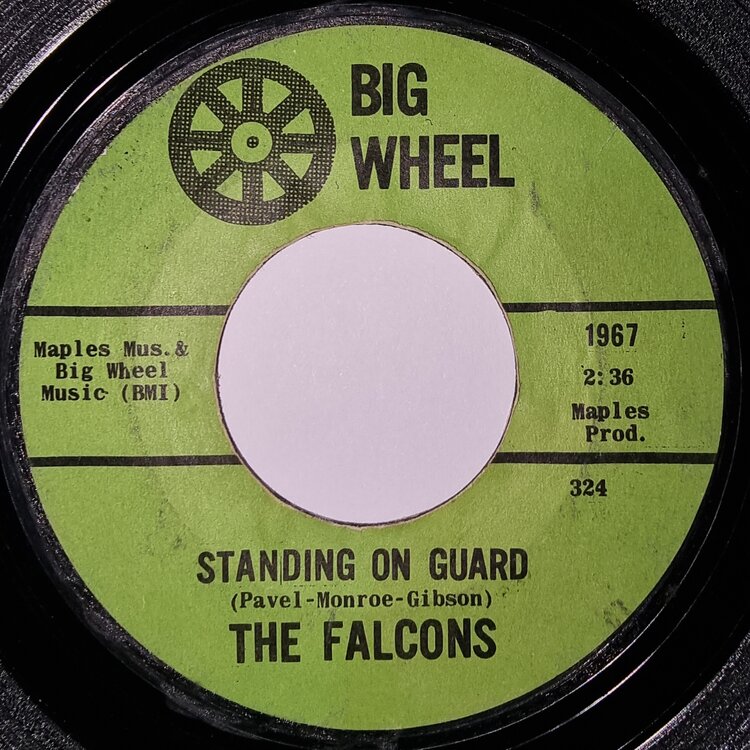 BIG
WHEEL
Maples Mus.&
Big Wheel
Music (BMI)
1967
2:36
Maples
Prod.
324
STANDING ON GUARD
(Pavel-Monroe-Gibson)
THE FALCONS